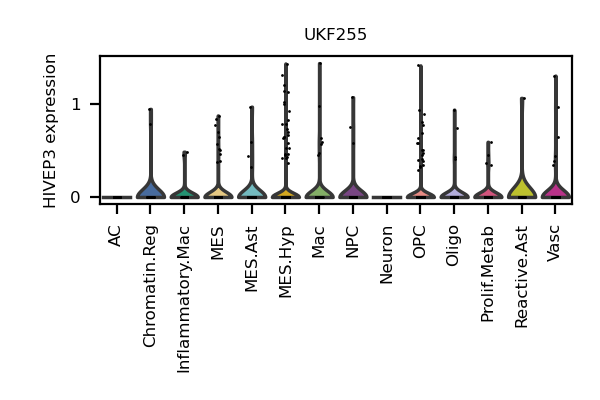 UKF255
HIVEP3 expression
1
0
AC
Chromatin.Reg
Inflammatory.Mac
MES
MES.Ast
MES.Hyp
Mac
NPC
Neuron
OPC
Oligo
Prolif.Metab
Reactive.Ast
Vasc